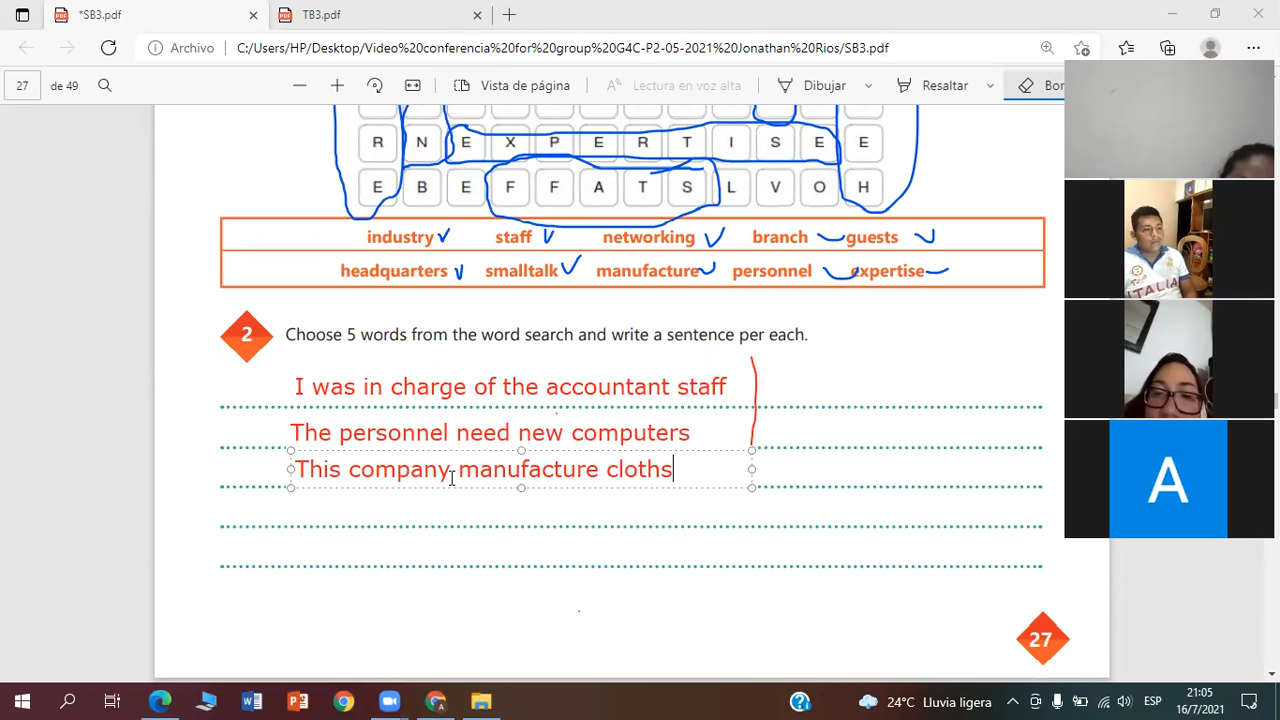 *SB3.pdf
TB3.pdf
Archivo
C:/Users/HP/Desktop/Video%20conferencia%20for%20group%20G4C-P2-05-2021%20Jonathan%20Rios/SB3.pdf
27 de 49
Vista de página
Lectura en voz alta
Dibujar
Resaltar
Bor
R N E X P E R T I S E E
E B E F F A T S L V O H
industry staff networking branch guests
headquarters smalltalk manufacture personnel expertise
2 Choose 5 words from the word search and write a sentence per each.
I was in charge of the accountant staff
The personnel need new computers
This company manufacture cloths
27
ITALIA
A
24°C Lluvia ligera
ESP
21:05
16/7/2021